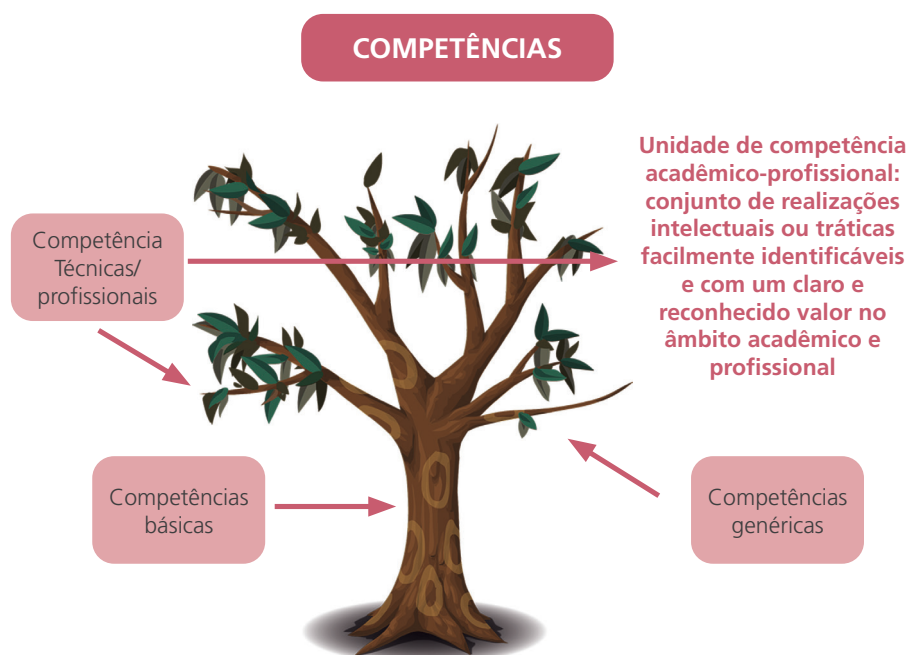 COMPETÊNCIAS
Unidade de competência
acadêmico-profissional:
conjunto de realizações
intelectuais ou tráticas
facilmente identificáveis
e com um claro e
reconhecido valor no
âmbito acadêmico e
profissional
Competência
Técnicas/
profissionais
Competências
básicas
Competências
genéricas